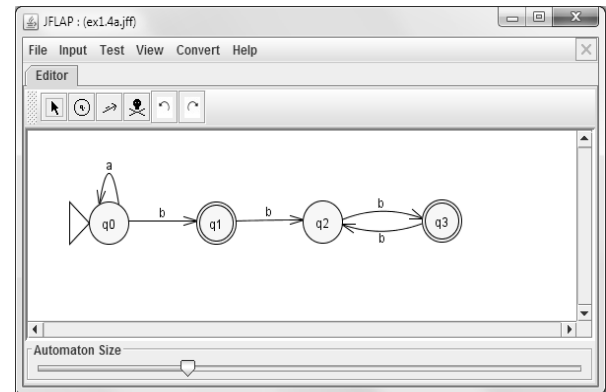 JFLAP : (ex1.4a.jff)
File Input Test View Convert Help
Editor
a
b
b
b
b
q0
q1
q2
q3
Automaton Size